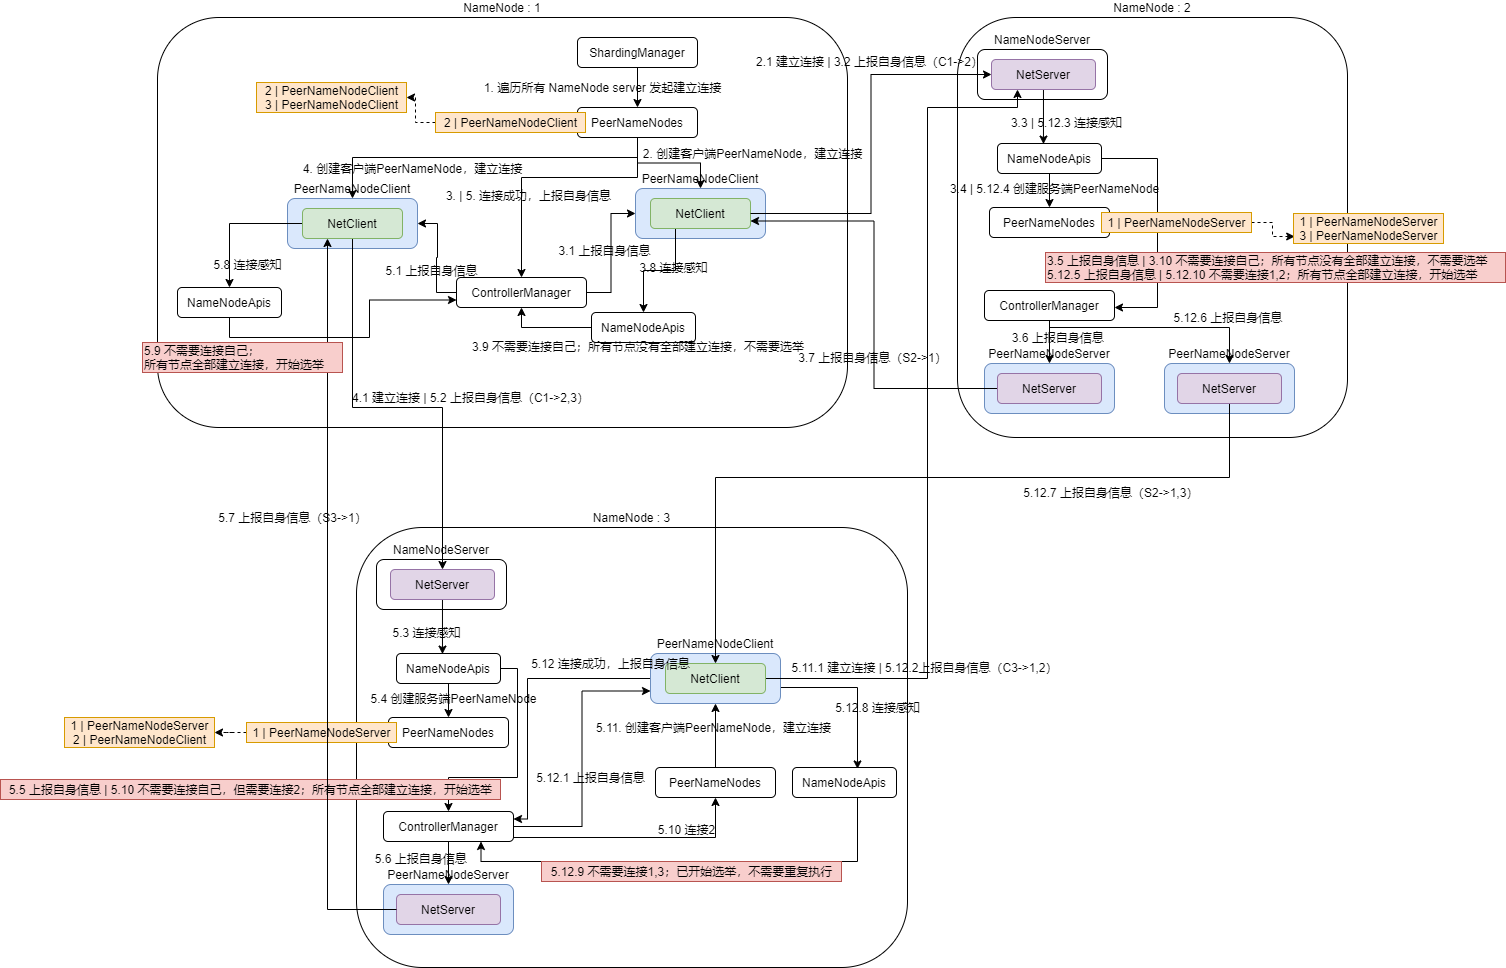 NameNode : 1
ShardingManager
1. 遍历所有 NameNode server 发起建立连接
2 | PeerNameNodeClient
3 | PeerNameNodeClient
2 | PeerNameNodeClient
PeerNameNodes
2. 创建客户端PeerNameNode，建立连接
4. 创建客户端PeerNameNode，建立连接
PeerNameNodeClient
NetClient
3. | 5. 连接成功，上报自身信息
PeerNameNodeClient
NetClient
5.8 连接感知
5.1 上报自身信息
3.1 上报自身信息
3.8 连接感知
NameNodeApis
ControllerManager
NameNodeApis
5.9 不需要连接自己；
所有节点全部建立连接，开始选举
3.9 不需要连接自己；所有节点没有全部建立连接，不需要选举
2.1 建立连接 | 3.2 上报自身信息（C1->2）
3.7 上报自身信息（S2->1）
4.1 建立连接 | 5.2 上报自身信息（C1->2,3）
NameNode : 2
NameNodeServer
NetServer
3.3 | 5.12.3 连接感知
NameNodeApis
3.4 | 5.12.4 创建服务端PeerNameNode
PeerNameNodes
1 | PeerNameNodeServer
1 | PeerNameNodeServer
3 | PeerNameNodeServer
3.5 上报自身信息 | 3.10 不需要连接自己；所有节点没有全部建立连接，不需要选举
5.12.5 上报自身信息 | 5.12.10 不需要连接1,2；所有节点全部建立连接，开始选举
ControllerManager
5.12.6 上报自身信息
3.6 上报自身信息
PeerNameNodeServer
NetServer
PeerNameNodeServer
NetServer
5.12.7 上报自身信息（S2->1,3）
5.7 上报自身信息（S3->1）
NameNode : 3
NameNodeServer
NetServer
5.3 连接感知
NameNodeApis
5.4 创建服务端PeerNameNode
PeerNameNodes
1 | PeerNameNodeServer
1 | PeerNameNodeServer
2 | PeerNameNodeClient
5.5 上报自身信息 | 5.10 不需要连接自己，但需要连接2；所有节点全部建立连接，开始选举
ControllerManager
5.6 上报自身信息
PeerNameNodeServer
NetServer
PeerNameNodeClient
5.12 连接成功，上报自身信息
NetClient
5.11.1 建立连接 | 5.12.2上报自身信息（C3->1,2）
5.12.8 连接感知
5.11. 创建客户端PeerNameNode，建立连接
5.12.1 上报自身信息
PeerNameNodes
NameNodeApis
5.10 连接2
5.12.9 不需要连接1,3；已开始选举，不需要重复执行